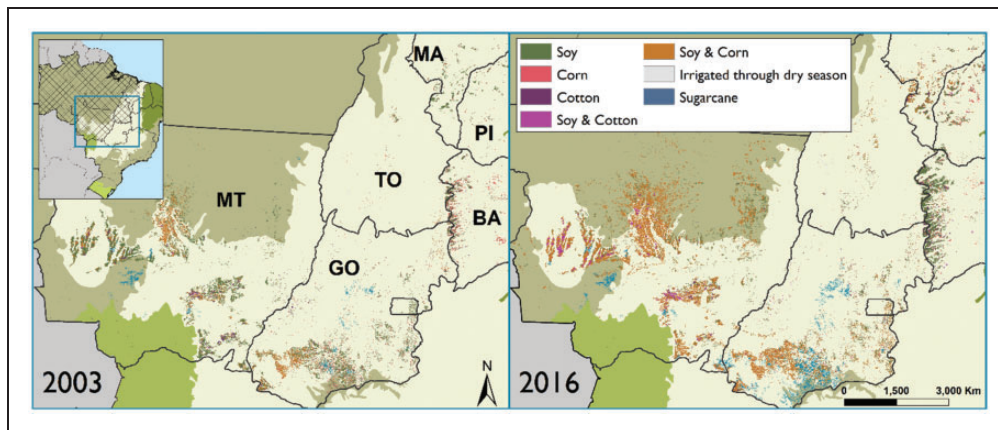 MA
PI
TO
MT
BA
GO
2003
N
Soy
Corn
Cotton
Soy & Cotton
Soy & Corn
Irrigated through dry season
Sugarcane
2016
0 1,500 3,000 Km